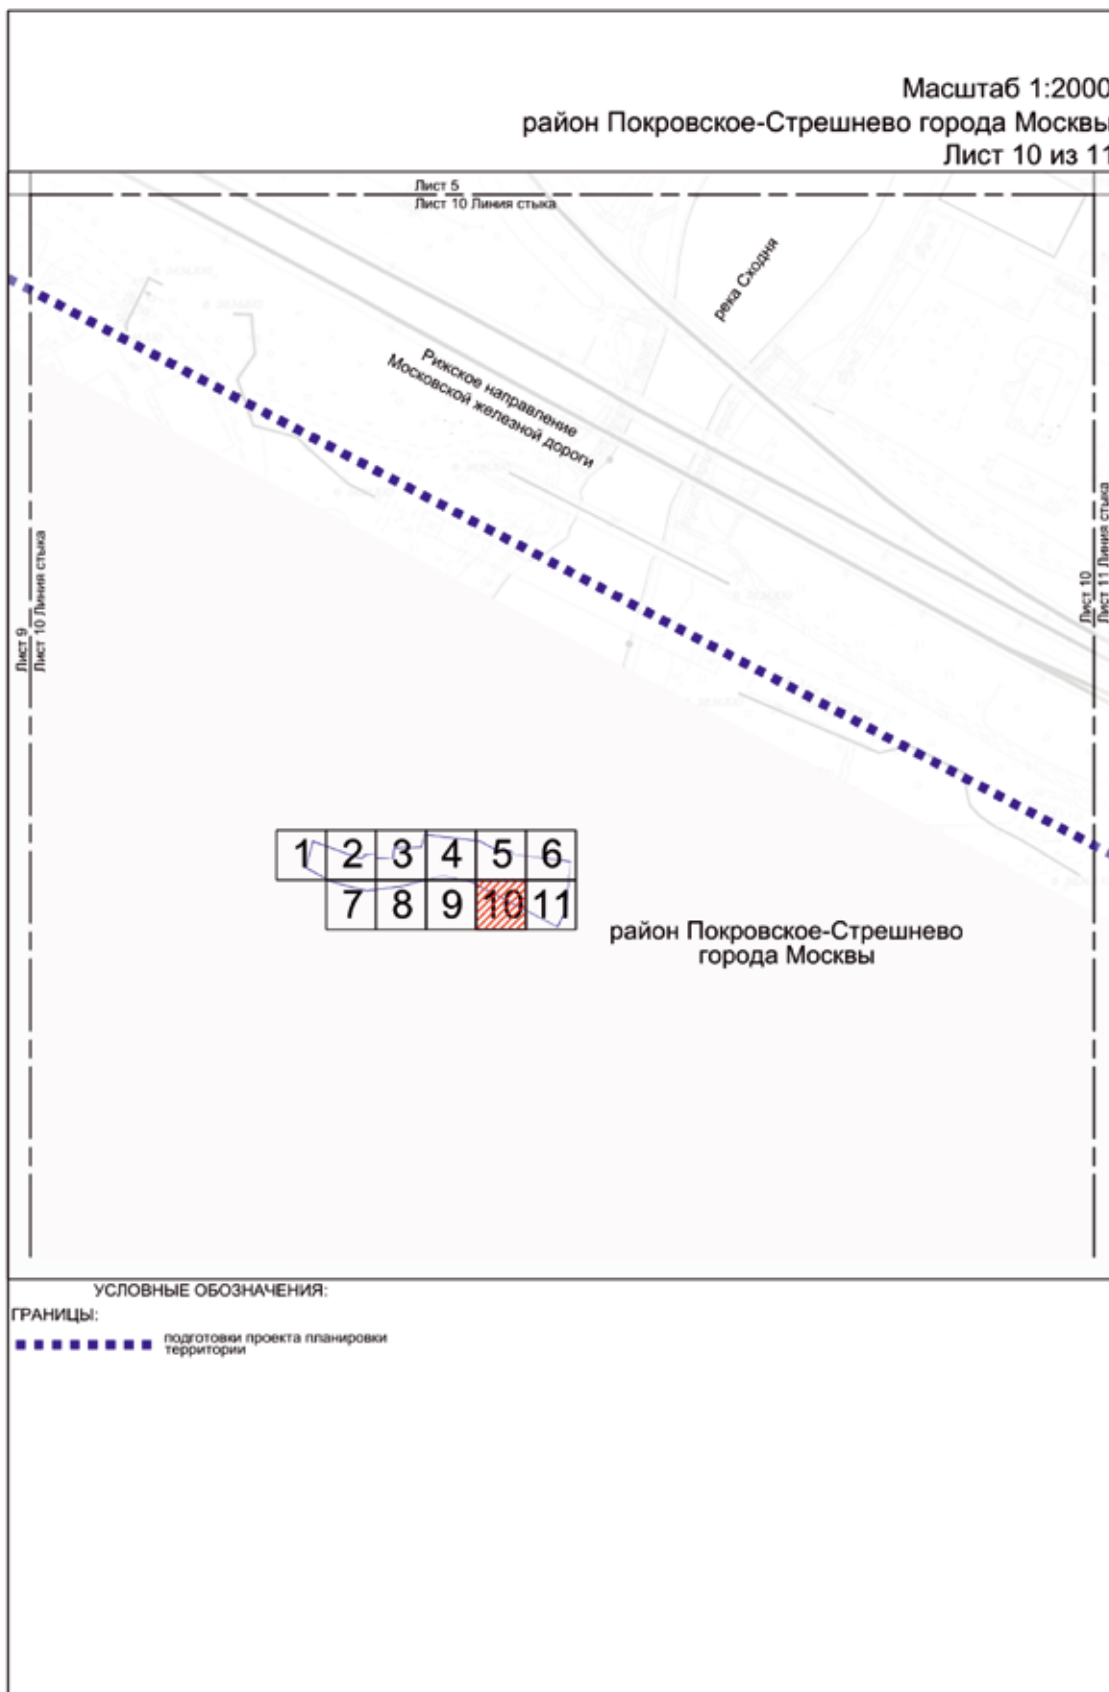 Масштаб 1:2000
район Покровское-Стрешнево города Москвы
Лист 10 из 11
Лист 5
Лист 10 Линия стыка
река Сходня
Рижское направление
Московской железной дороги
Лист 9
Лист 10 Линия стыка
Лист 10
Лист 11 Линия стыка
1 2 3 4 5 6
7 8 9 10 11
район Покровское-Стрешнево
города Москвы
УСЛОВНЫЕ ОБОЗНАЧЕНИЯ:
ГРАНИЦЫ:
подготовки проекта планировки
территории